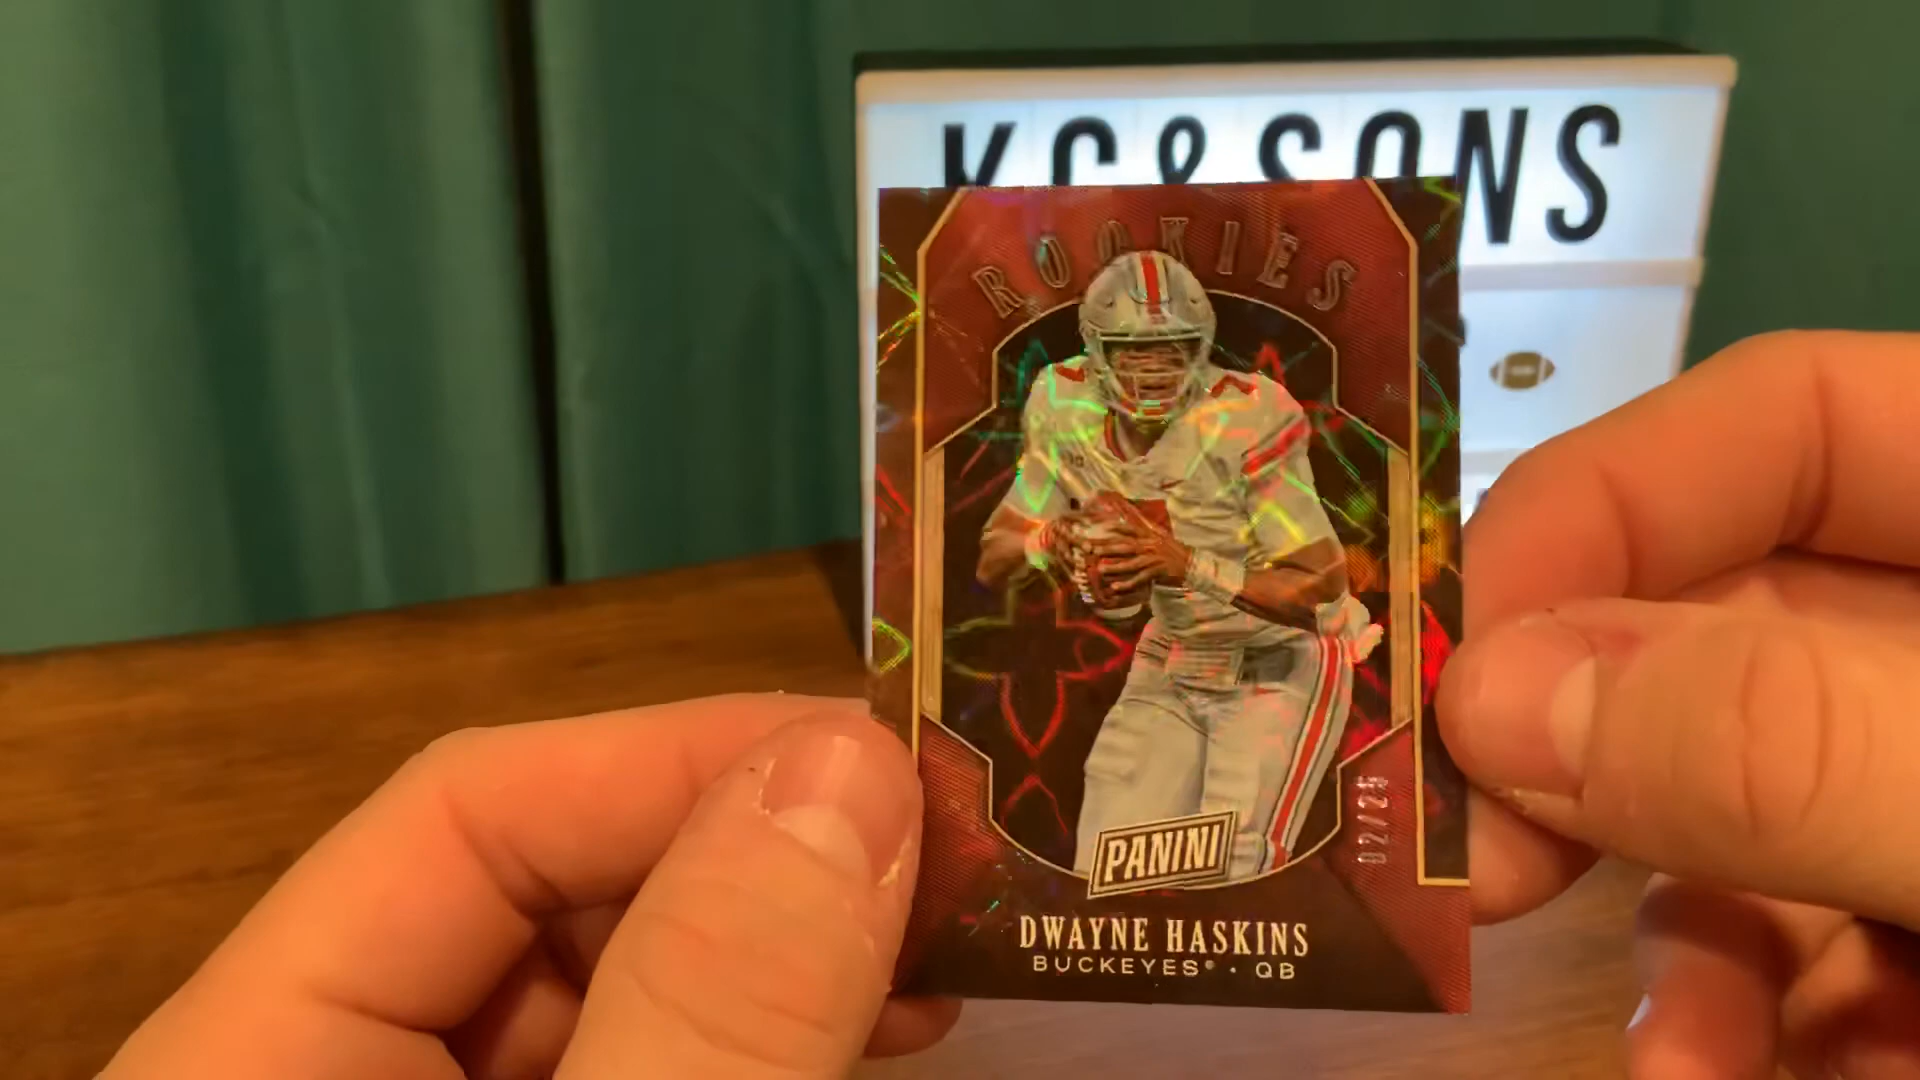 KC&SONS
ROOKIES
02/25
PANINI
DWAYNE HASKINS
BUCKEYES® · QB